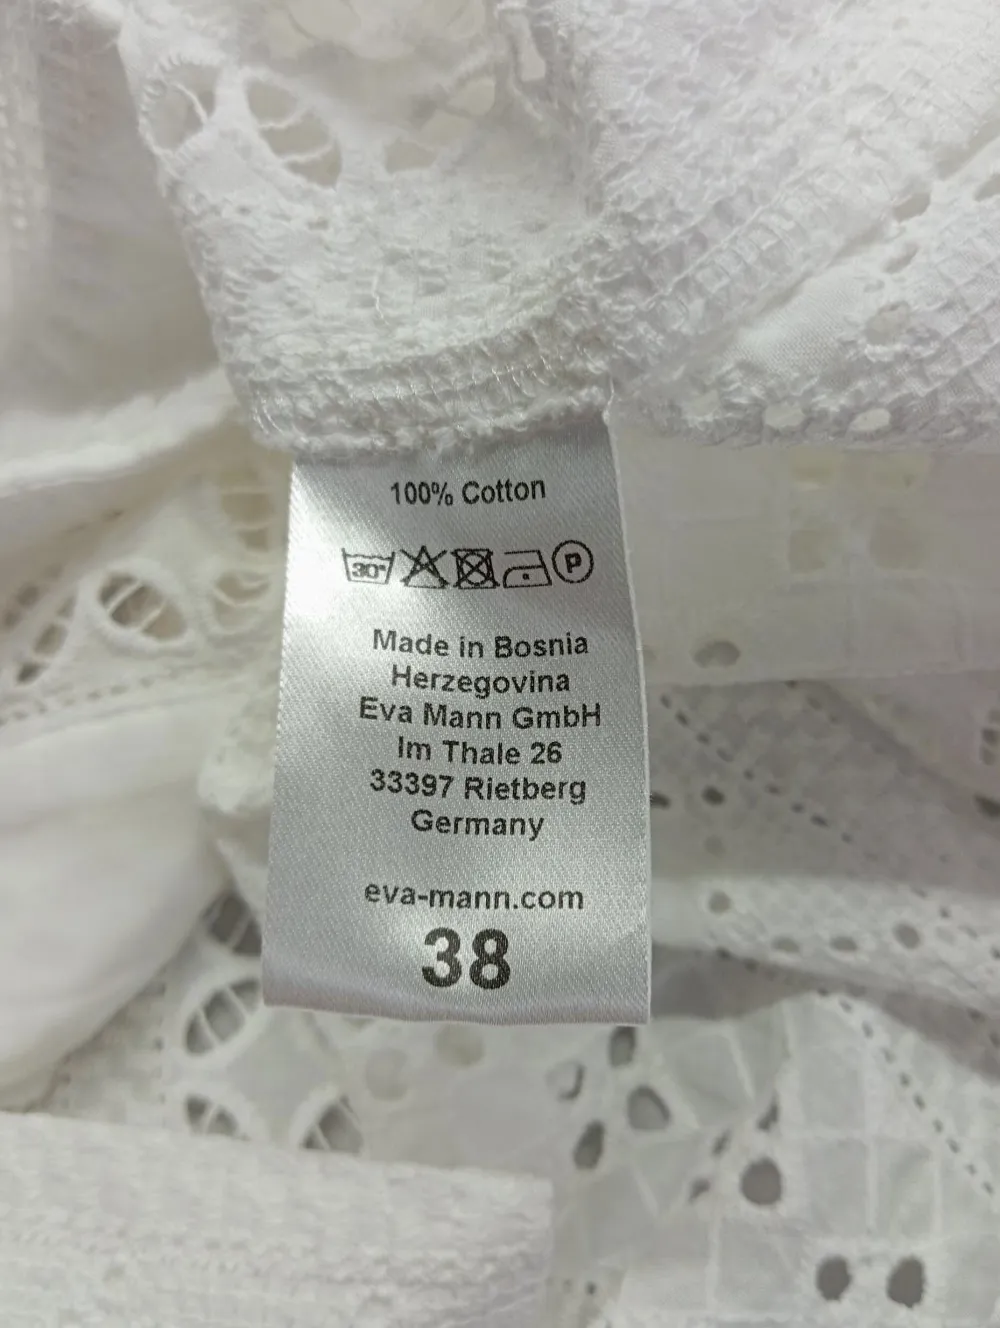 100% Cotton
30° P
Made in Bosnia
Herzegovina
Eva Mann GmbH
Im Thale 26
33397 Rietberg
Germany
eva-mann.com
38